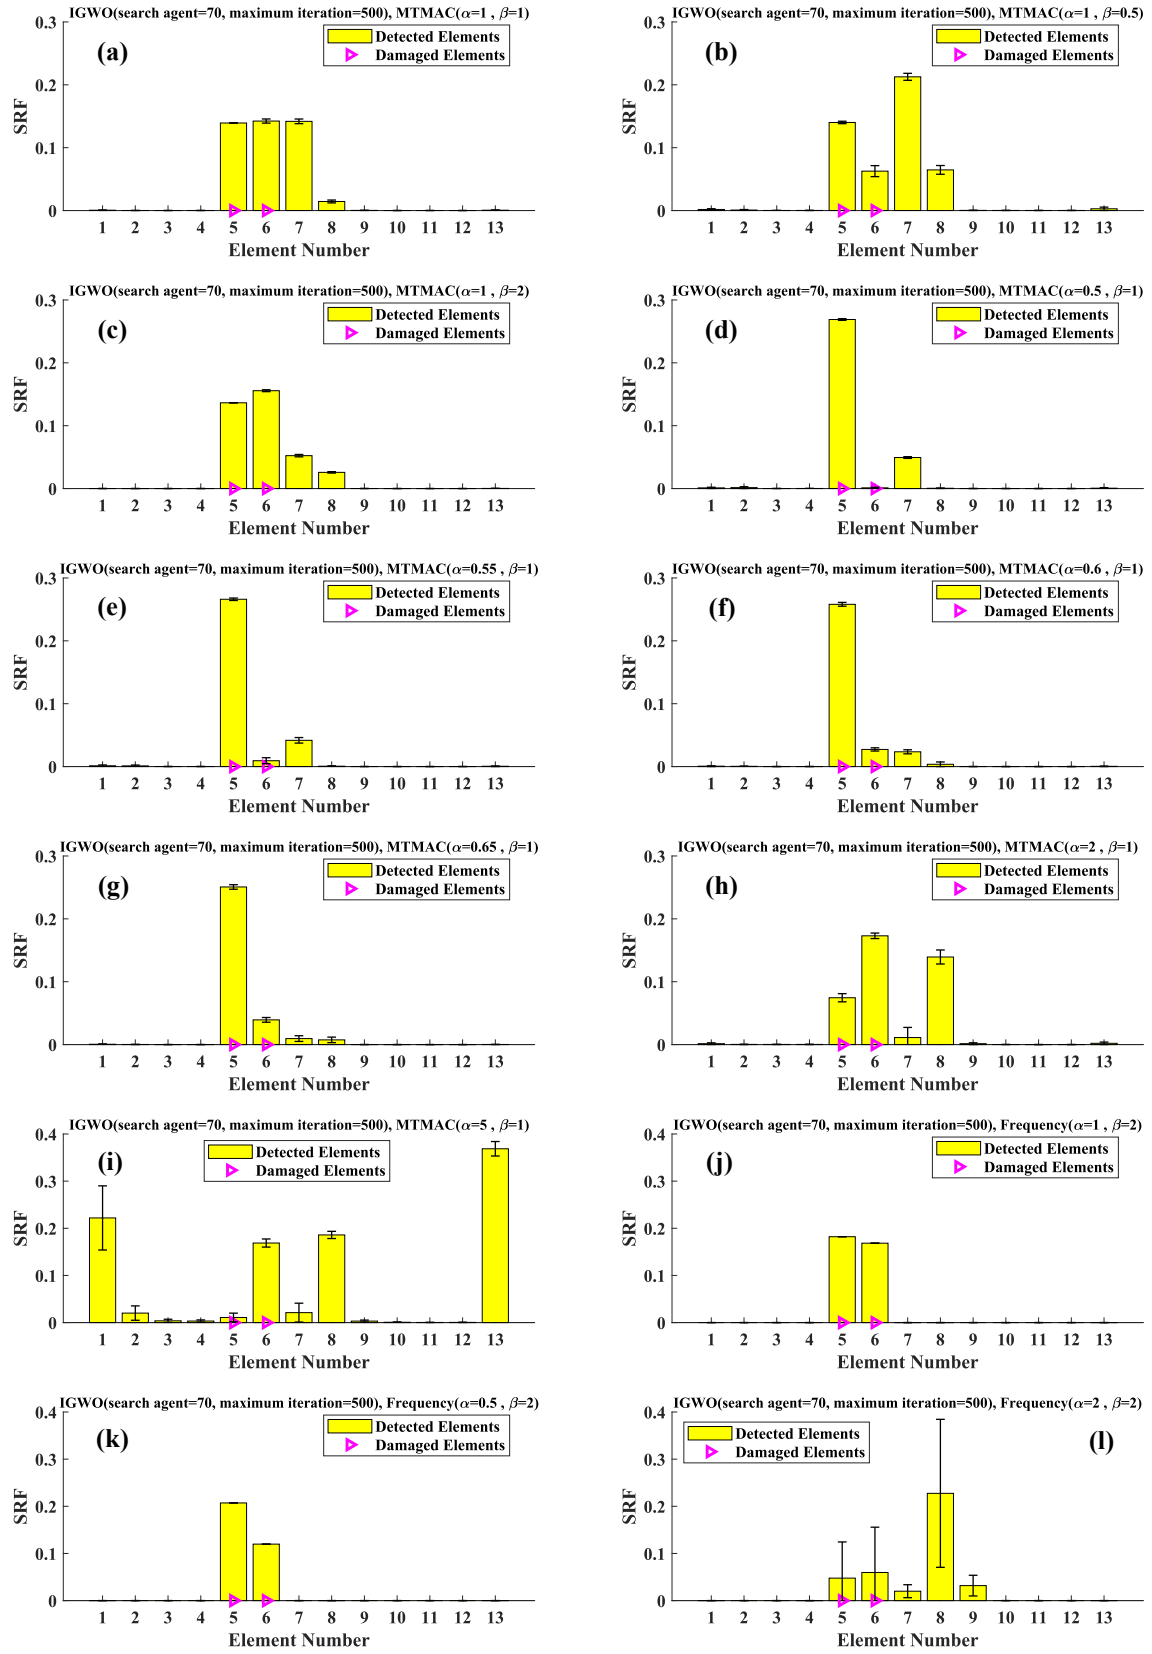 IGWO(search agent=70, maximum iteration=500), MTMAC(α=1 , β=1)
(a)
Detected Elements
Damaged Elements
0.3
0.2
0.1
0
SRF
1 2 3 4 5 6 7 8 9 10 11 12 13
Element Number
IGWO(search agent=70, maximum iteration=500), MTMAC(α=1 , β=0.5)
(b)
Detected Elements
Damaged Elements
0.3
0.2
0.1
0
SRF
1 2 3 4 5 6 7 8 9 10 11 12 13
Element Number
IGWO(search agent=70, maximum iteration=500), MTMAC(α=1 , β=2)
(c)
Detected Elements
Damaged Elements
0.3
0.2
0.1
0
SRF
1 2 3 4 5 6 7 8 9 10 11 12 13
Element Number
IGWO(search agent=70, maximum iteration=500), MTMAC(α=0.5 , β=1)
(d)
Detected Elements
Damaged Elements
0.3
0.2
0.1
0
SRF
1 2 3 4 5 6 7 8 9 10 11 12 13
Element Number
IGWO(search agent=70, maximum iteration=500), MTMAC(α=0.55 , β=1)
(e)
Detected Elements
Damaged Elements
0.3
0.2
0.1
0
SRF
1 2 3 4 5 6 7 8 9 10 11 12 13
Element Number
IGWO(search agent=70, maximum iteration=500), MTMAC(α=0.6 , β=1)
(f)
Detected Elements
Damaged Elements
0.3
0.2
0.1
0
SRF
1 2 3 4 5 6 7 8 9 10 11 12 13
Element Number
IGWO(search agent=70, maximum iteration=500), MTMAC(α=0.65 , β=1)
(g)
Detected Elements
Damaged Elements
0.3
0.2
0.1
0
SRF
1 2 3 4 5 6 7 8 9 10 11 12 13
Element Number
IGWO(search agent=70, maximum iteration=500), MTMAC(α=2 , β=1)
(h)
Detected Elements
Damaged Elements
0.3
0.2
0.1
0
SRF
1 2 3 4 5 6 7 8 9 10 11 12 13
Element Number
IGWO(search agent=70, maximum iteration=500), MTMAC(α=5 , β=1)
(i)
Detected Elements
Damaged Elements
0.4
0.3
0.2
0.1
0
SRF
1 2 3 4 5 6 7 8 9 10 11 12 13
Element Number
IGWO(search agent=70, maximum iteration=500), Frequency(α=1 , β=2)
(j)
Detected Elements
Damaged Elements
0.4
0.3
0.2
0.1
0
SRF
1 2 3 4 5 6 7 8 9 10 11 12 13
Element Number
IGWO(search agent=70, maximum iteration=500), Frequency(α=0.5 , β=2)
(k)
Detected Elements
Damaged Elements
0.4
0.3
0.2
0.1
0
SRF
1 2 3 4 5 6 7 8 9 10 11 12 13
Element Number
IGWO(search agent=70, maximum iteration=500), Frequency(α=2 , β=2)
Detected Elements
Damaged Elements
(l)
0.4
0.3
0.2
0.1
0
SRF
1 2 3 4 5 6 7 8 9 10 11 12 13
Element Number